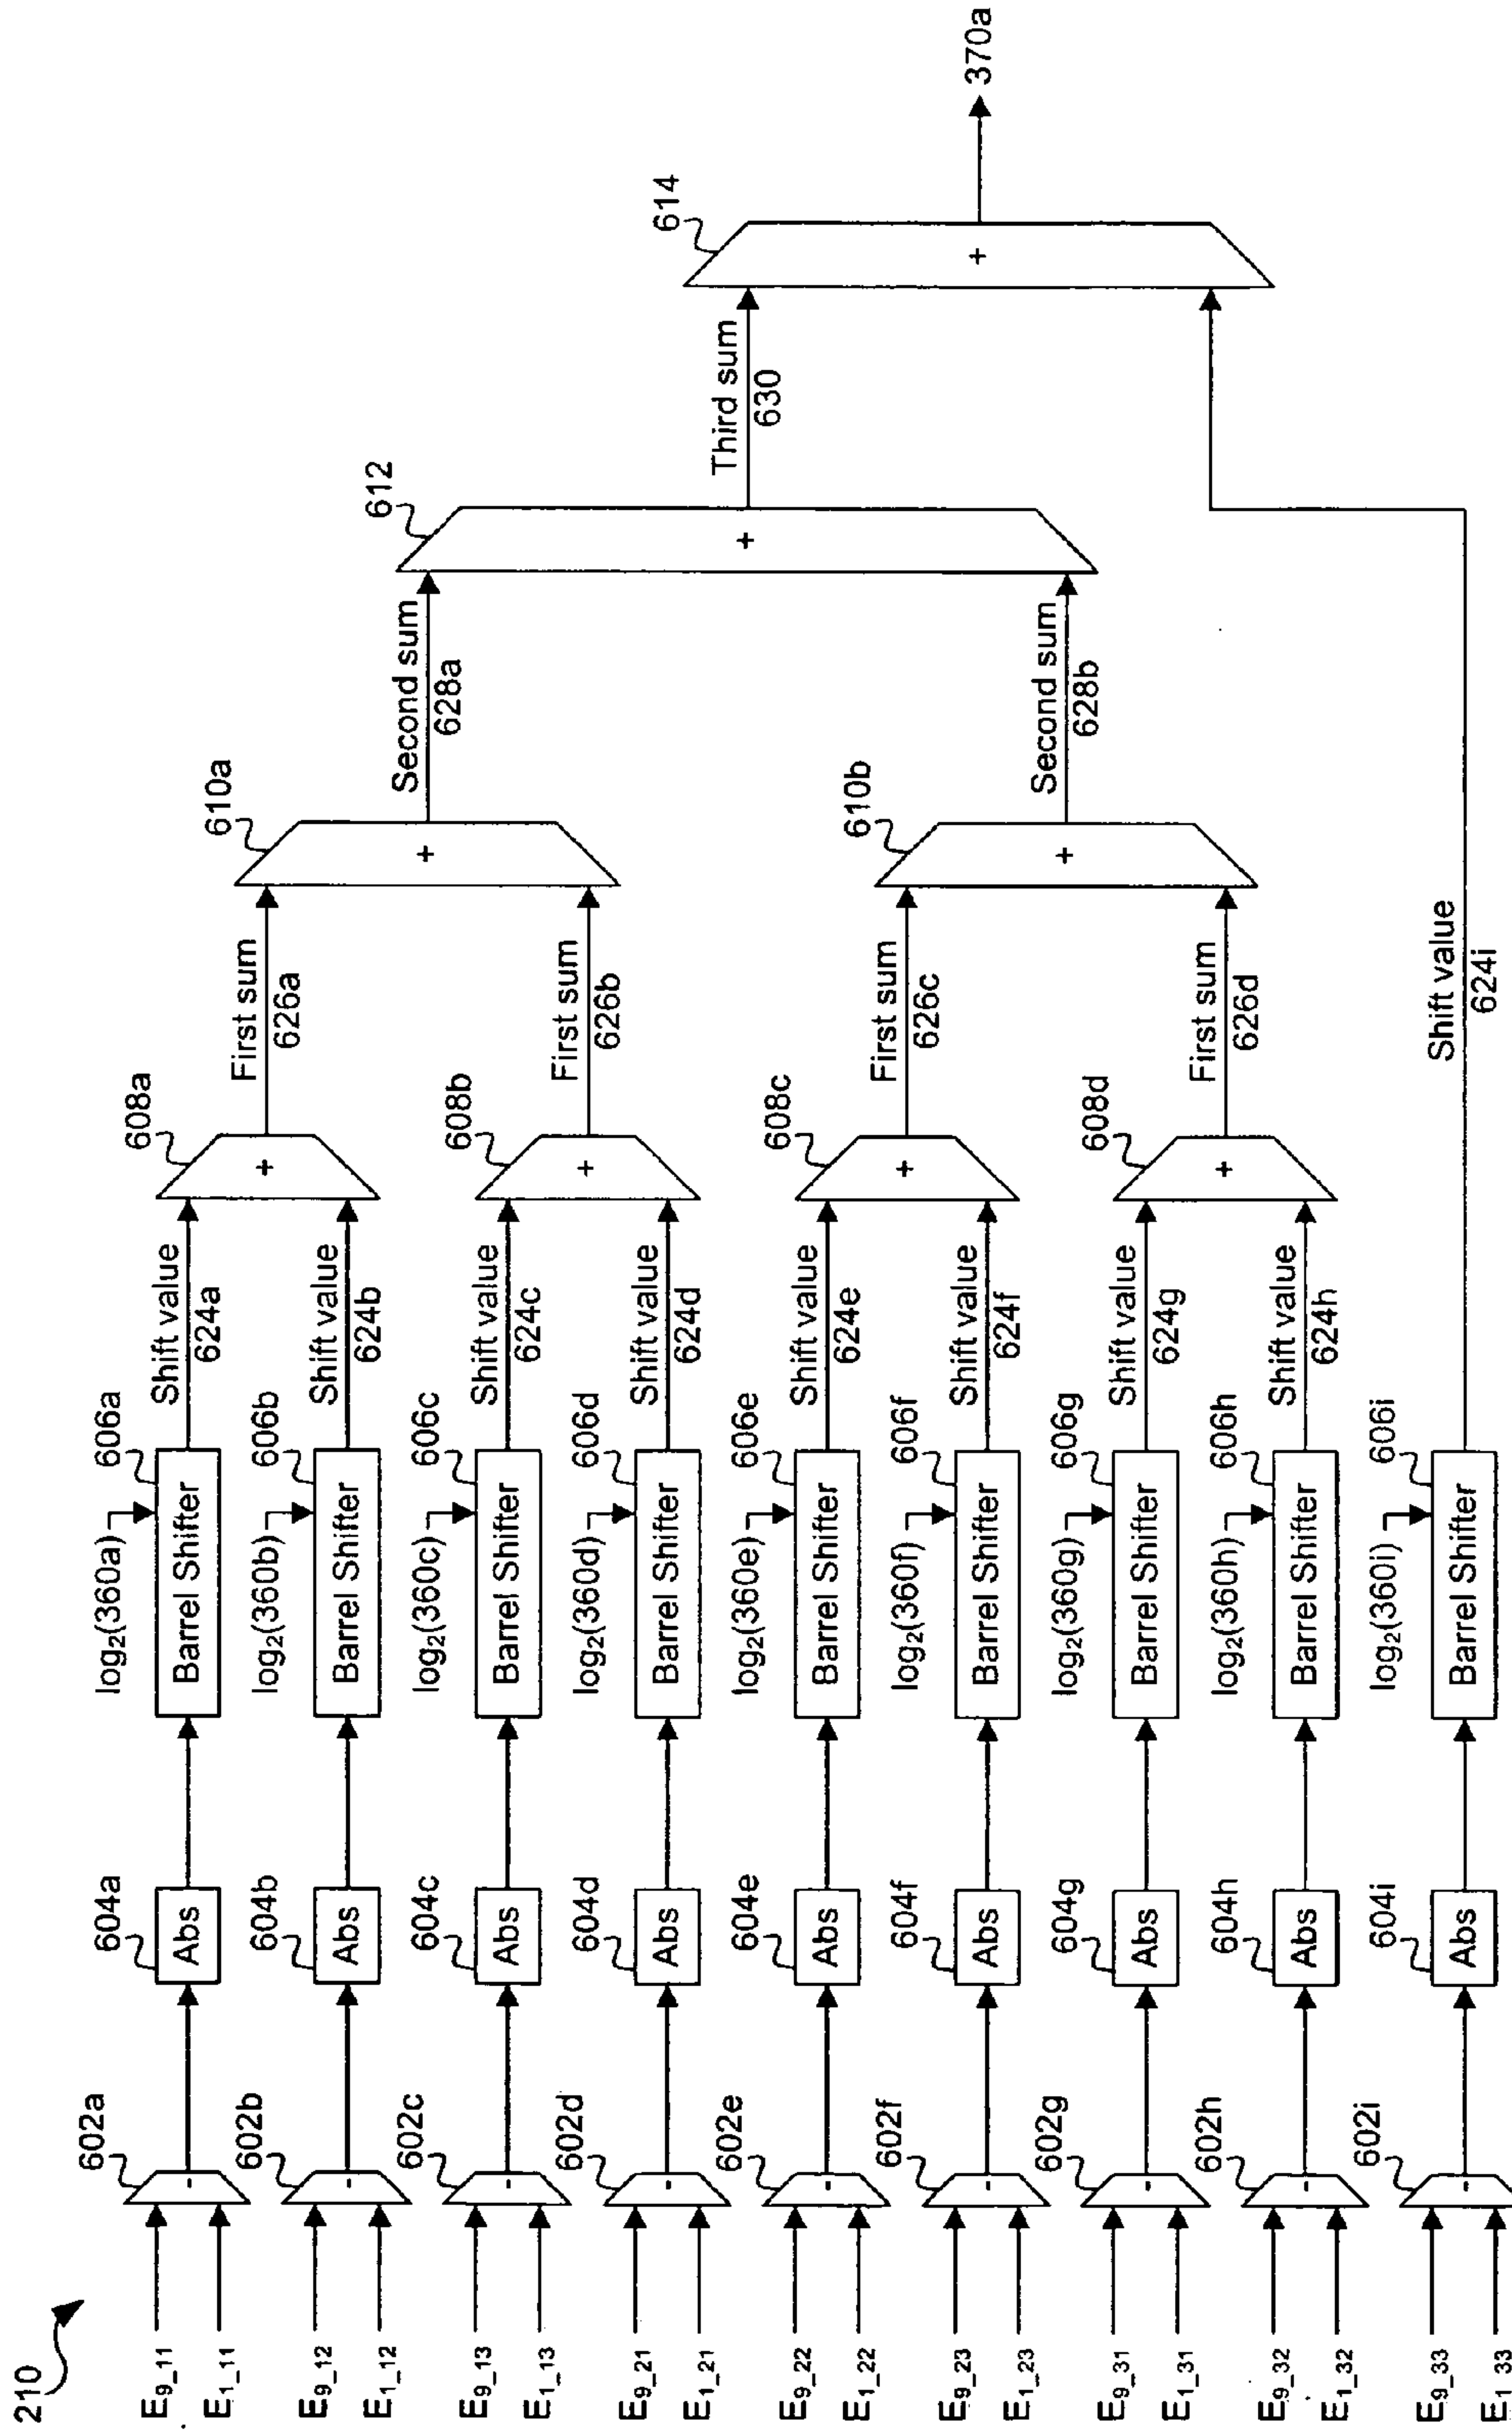 210
E9_11
E1_11
602a
-
604a
Abs
log2(360a)
606a
Barrel Shifter
Shift value
624a
E9_12
E1_12
602b
-
604b
Abs
log2(360b)
606b
Barrel Shifter
Shift value
624b
608a
+
First sum
626a
E9_13
E1_13
602c
-
604c
Abs
log2(360c)
606c
Barrel Shifter
Shift value
624c
E9_21
E1_21
602d
-
604d
Abs
log2(360d)
606d
Barrel Shifter
Shift value
624d
608b
+
First sum
626b
610a
+
Second sum
628a
E9_22
E1_22
602e
-
604e
Abs
log2(360e)
606e
Barrel Shifter
Shift value
624e
E9_23
E1_23
602f
-
604f
Abs
log2(360f)
606f
Barrel Shifter
Shift value
624f
608c
+
First sum
626c
E9_31
E1_31
602g
-
604g
Abs
log2(360g)
606g
Barrel Shifter
Shift value
624g
E9_32
E1_32
602h
-
604h
Abs
log2(360h)
606h
Barrel Shifter
Shift value
624h
608d
+
First sum
626d
610b
+
Second sum
628b
612
+
Third sum
630
E9_33
E1_33
602i
-
604i
Abs
log2(360i)
606i
Barrel Shifter
Shift value
624i
614
+
370a